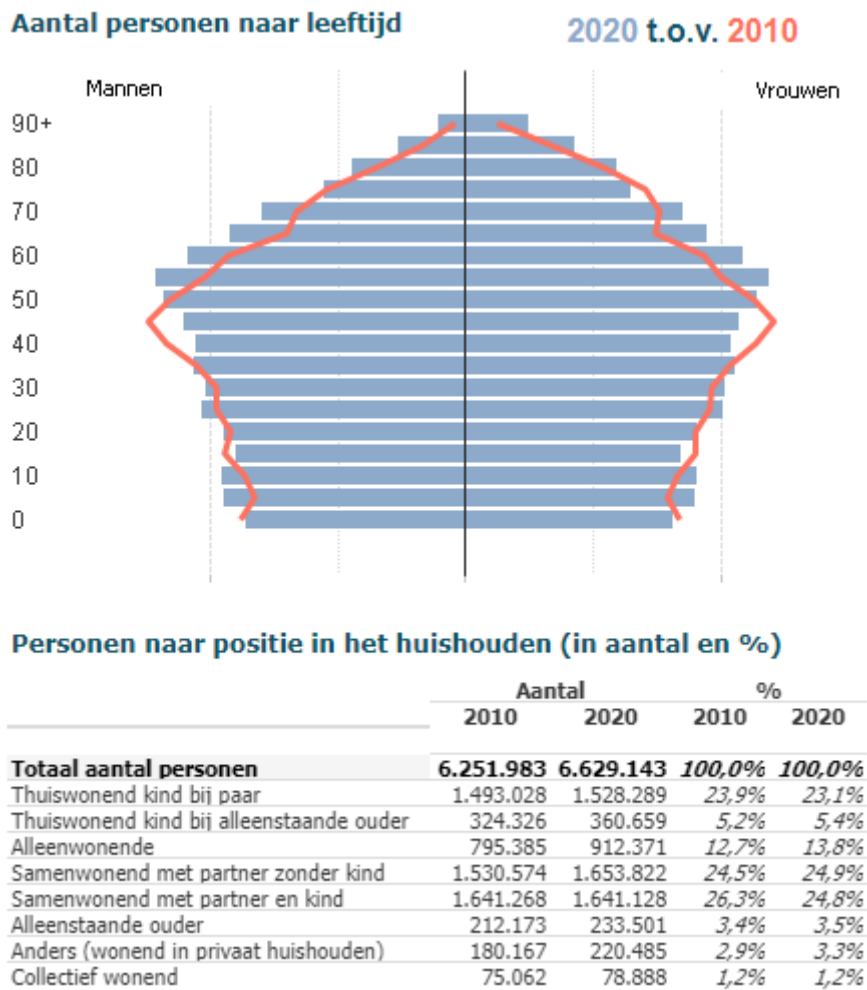 Aantal personen naar leeftijd
2020 t.o.v. 2010
Mannen
Vrouwen
90+
80
70
60
50
40
30
20
10
0
Personen naar positie in het huishouden (in aantal en %)
Aantal %
2010 2020 2010 2020
Totaal aantal personen 6.251.983 6.629.143 100,0% 100,0%
Thuiswonend kind bij paar 1.493.028 1.528.289 23,9% 23,1%
Thuiswonend kind bij alleenstaande ouder 324.326 360.659 5,2% 5,4%
Alleenwonende 795.385 912.371 12,7% 13,8%
Samenwonend met partner zonder kind 1.530.574 1.653.822 24,5% 24,9%
Samenwonend met partner en kind 1.641.268 1.641.128 26,3% 24,8%
Alleenstaande ouder 212.173 233.501 3,4% 3,5%
Anders (wonend in privaat huishouden) 180.167 220.485 2,9% 3,3%
Collectief wonend 75.062 78.888 1,2% 1,2%